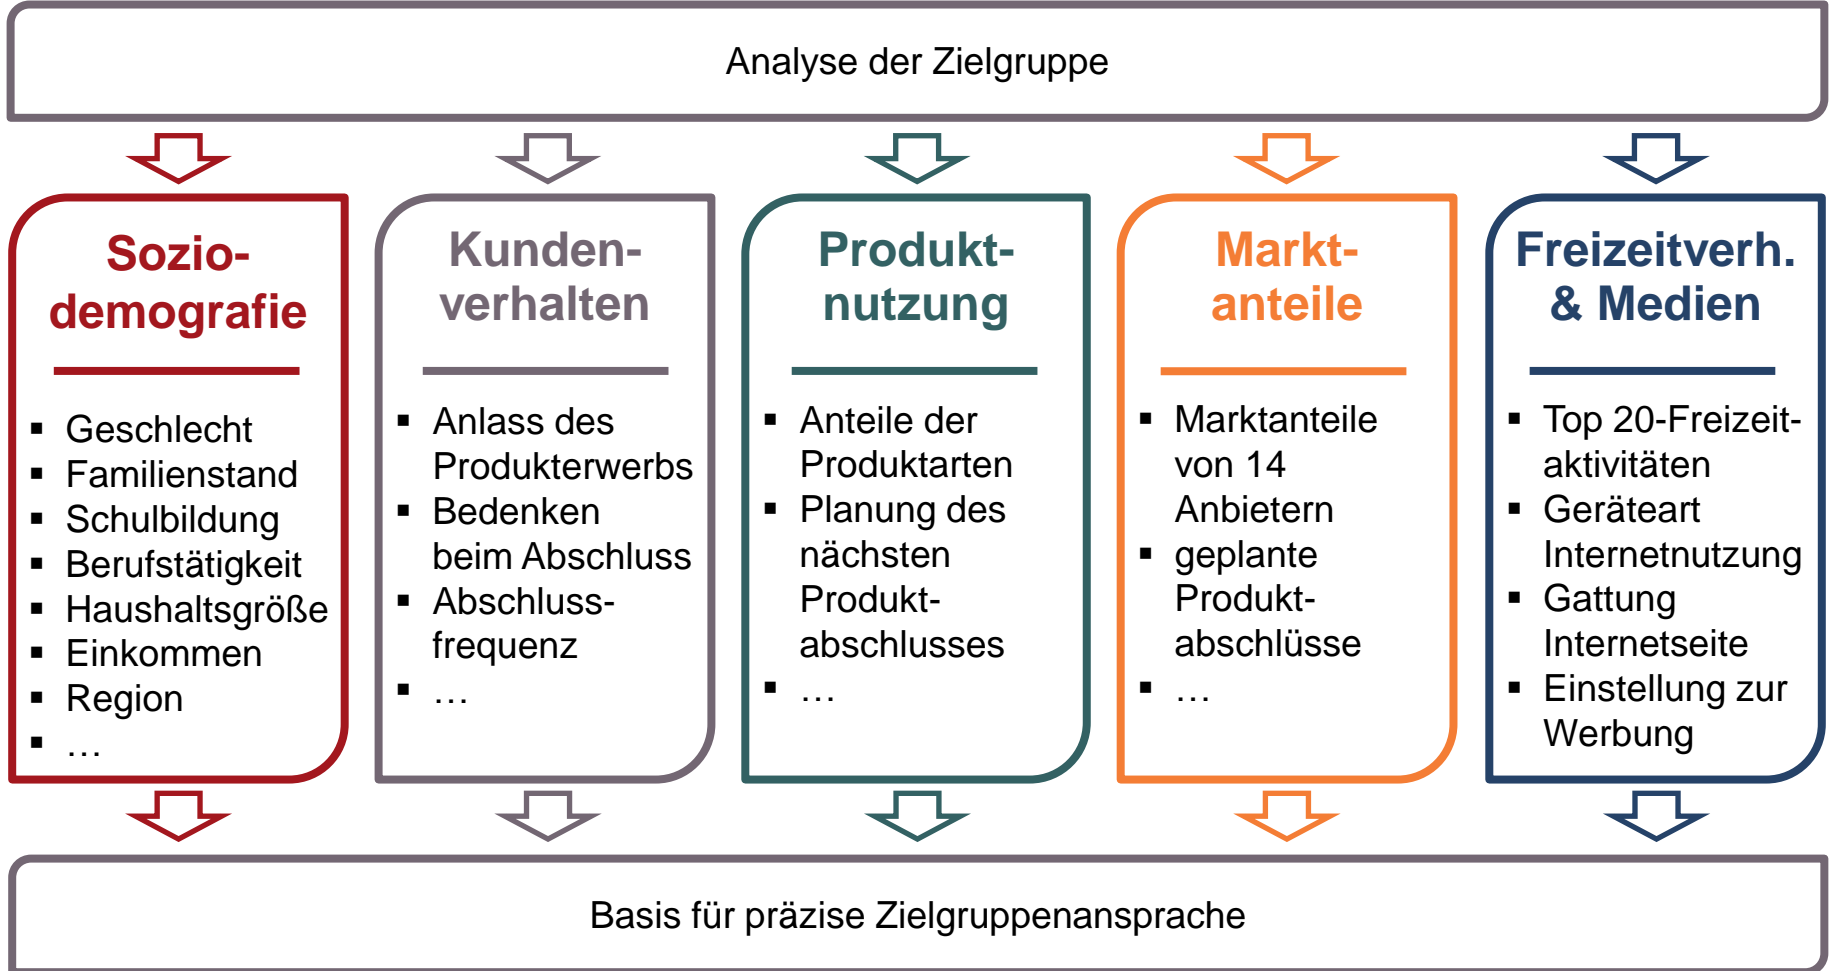 Analyse der Zielgruppe
Sozio-
demografie
▪ Geschlecht
▪ Familienstand
▪ Schulbildung
▪ Berufstätigkeit
▪ Haushaltsgröße
▪ Einkommen
▪ Region
▪ …
Kunden-
verhalten
▪ Anlass des
Produkterwerbs
▪ Bedenken
beim Abschluss
▪ Abschluss-
frequenz
▪ …
Produkt-
nutzung
▪ Anteile der
Produktarten
▪ Planung des
nächsten
Produkt-
abschlusses
▪ …
Markt-
anteile
▪ Marktanteile
von 14
Anbietern
▪ geplante
Produkt-
abschlüsse
▪ …
Freizeitverh.
& Medien
▪ Top 20-Freizeit-
aktivitäten
▪ Geräteart
Internetnutzung
▪ Gattung
Internetseite
▪ Einstellung zur
Werbung
Basis für präzise Zielgruppenansprache